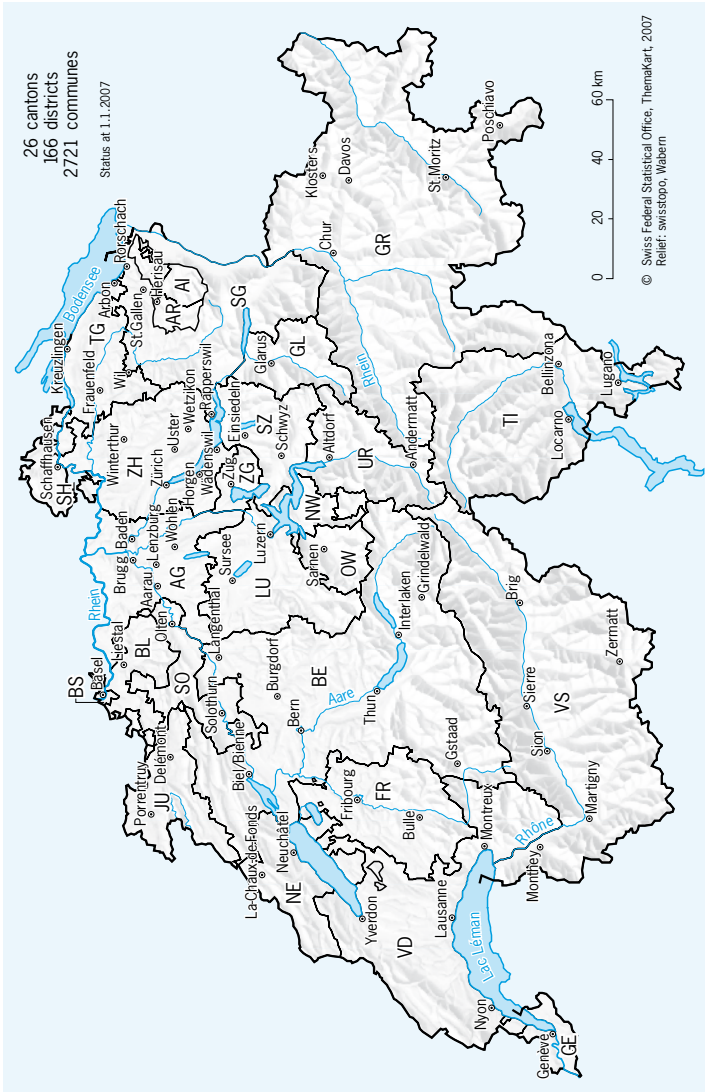 26 cantons
166 districts
2721 communes
Status at 1.1.2007
Schaffhausen
SH
Kreuzlingen
Bodensee
BS
Basel
Rhein
Frauenfeld
TG
Arbon
Rorschach
Liestal
BL
Brugg
Baden
Winterthur
ZH
Wil
St.Gallen
Herisau
AR
AI
Porrentruy
JU
Delémont
SO
Olten
Aarau
Lenzburg
Wohlen
AG
Zürich
Uster
Wetzikon
Horgen
Wädenswil
Rapperswil
SG
La-Chaux-de-Fonds
Biel/Bienne
Solothurn
Langenthal
Sursee
LU
Luzern
Zug
ZG
Einsiedeln
SZ
Schwyz
Glarus
GL
NE
Neuchâtel
Bern
Burgdorf
BE
Aare
Sarnen
OW
NW
Altdorf
UR
Chur
Klosters
Davos
GR
Rhein
Yverdon
VD
Fribourg
FR
Bulle
Thun
Interlaken
Grindelwald
Andermatt
St.Moritz
Poschiavo
Lausanne
Lac Léman
Nyon
Montreux
Gstaad
Genève
GE
Monthey
Rhône
Martigny
Sion
Sierre
VS
Brig
Zermatt
TI
Locarno
Bellinzona
Lugano
0
20
40
60 km
© Swiss Federal Statistical Office, ThemaKart, 2007
Relief: swisstopo, Wabern